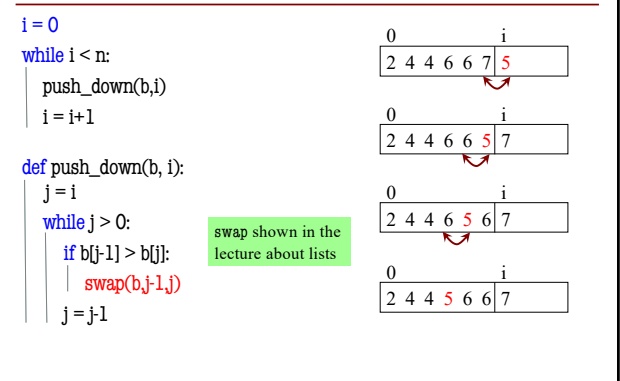 i = 0
while i < n:
push_down(b,i)
i = i+1
def push_down(b, i):
j = i
while j > 0:
if b[j-1] > b[j]:
swap(b,j-1,j)
j = j-1
swap shown in the
lecture about lists
0 i
2 4 4 6 6 7 5
0 i
2 4 4 6 6 5 7
0 i
2 4 4 6 5 6 7
0 i
2 4 4 5 6 6 7